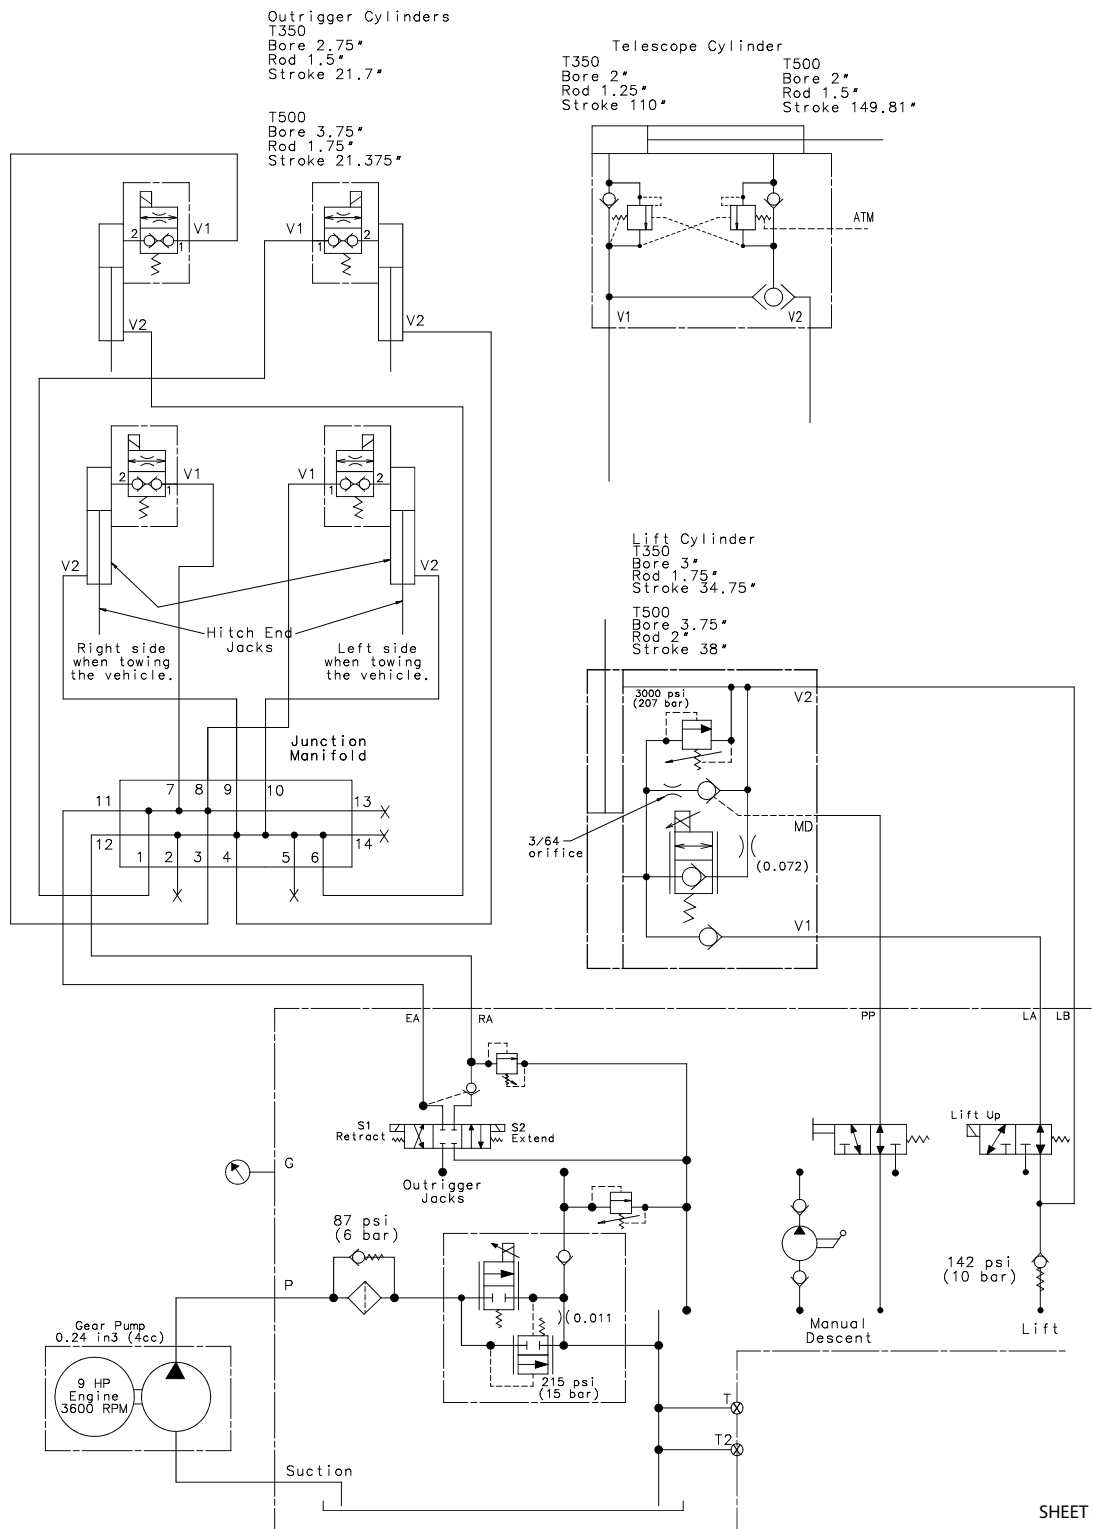 Outrigger Cylinders
T350
Bore 2.75"
Rod 1.5"
Stroke 21.7"
T500
Bore 3.75"
Rod 1.75"
Stroke 21.375"
Telescope Cylinder
T350
Bore 2"
Rod 1.25"
Stroke 110"
T500
Bore 2"
Rod 1.5"
Stroke 149.81"
2
1
V1
V2
V1
1
2
V2
ATM
V1
V2
2
1
V1
V2
V1
1
2
V2
Hitch End
Jacks
Right side
when towing
the vehicle.
Left side
when towing
the vehicle.
Lift Cylinder
T350
Bore 3"
Rod 1.75"
Stroke 34.75"
T500
Bore 3.75"
Rod 2"
Stroke 38"
3000 psi
(207 bar)
V2
MD
3/64
orifice
(0.072)
V1
Junction
Manifold
7
8
9
10
11
13
12
14
1
2
3
4
5
6
EA
RA
PP
LA
LB
S1
Retract
S2
Extend
Outrigger
Jacks
G
Lift Up
87 psi
(6 bar)
P
0.011
215 psi
(15 bar)
142 psi
(10 bar)
Manual
Descent
Lift
Gear Pump
0.24 in3 (4cc)
9 HP
Engine
3600 RPM
T
T2
Suction
SHEET